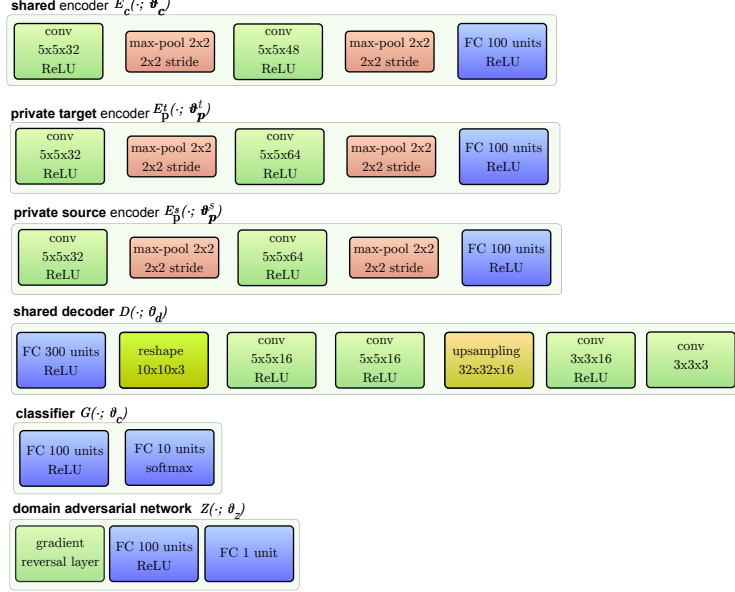 shared encoder E_c(·; ϑ_c)
conv
5x5x32
ReLU
max-pool 2x2
2x2 stride
conv
5x5x48
ReLU
max-pool 2x2
2x2 stride
FC 100 units
ReLU
private target encoder E_p^t(·; ϑ_p^t)
conv
5x5x32
ReLU
max-pool 2x2
2x2 stride
conv
5x5x64
ReLU
max-pool 2x2
2x2 stride
FC 100 units
ReLU
private source encoder E_p^s(·; ϑ_p^s)
conv
5x5x32
ReLU
max-pool 2x2
2x2 stride
conv
5x5x64
ReLU
max-pool 2x2
2x2 stride
FC 100 units
ReLU
shared decoder D(·; ϑ_d)
FC 300 units
ReLU
reshape
10x10x3
conv
5x5x16
ReLU
conv
5x5x16
ReLU
upsampling
32x32x16
conv
3x3x16
ReLU
conv
3x3x3
classifier G(·; ϑ_c)
FC 100 units
ReLU
FC 10 units
softmax
domain adversarial network Z(·; ϑ_z)
gradient
reversal layer
FC 100 units
ReLU
FC 1 unit